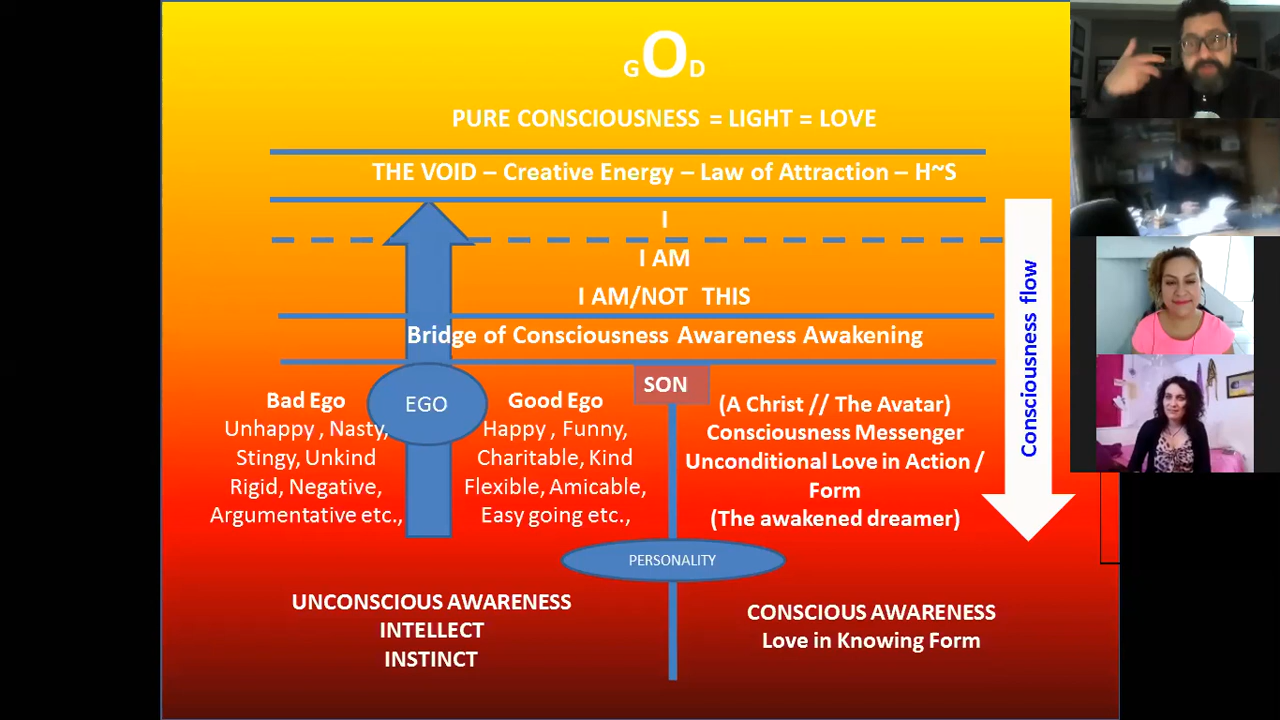 GOD
PURE CONSCIOUSNESS = LIGHT = LOVE
THE VOID – Creative Energy – Law of Attraction – H~S
I
I AM
I AM/NOT THIS
Bridge of Consciousness Awareness Awakening
Bad Ego
Unhappy , Nasty,
Stingy, Unkind
Rigid, Negative,
Argumentative etc.,
EGO
Good Ego
Happy , Funny,
Charitable, Kind
Flexible, Amicable,
Easy going etc.,
SON
(A Christ // The Avatar)
Consciousness Messenger
Unconditional Love in Action /
Form
(The awakened dreamer)
Consciousness flow
PERSONALITY
UNCONSCIOUS AWARENESS
INTELLECT
INSTINCT
CONSCIOUS AWARENESS
Love in Knowing Form